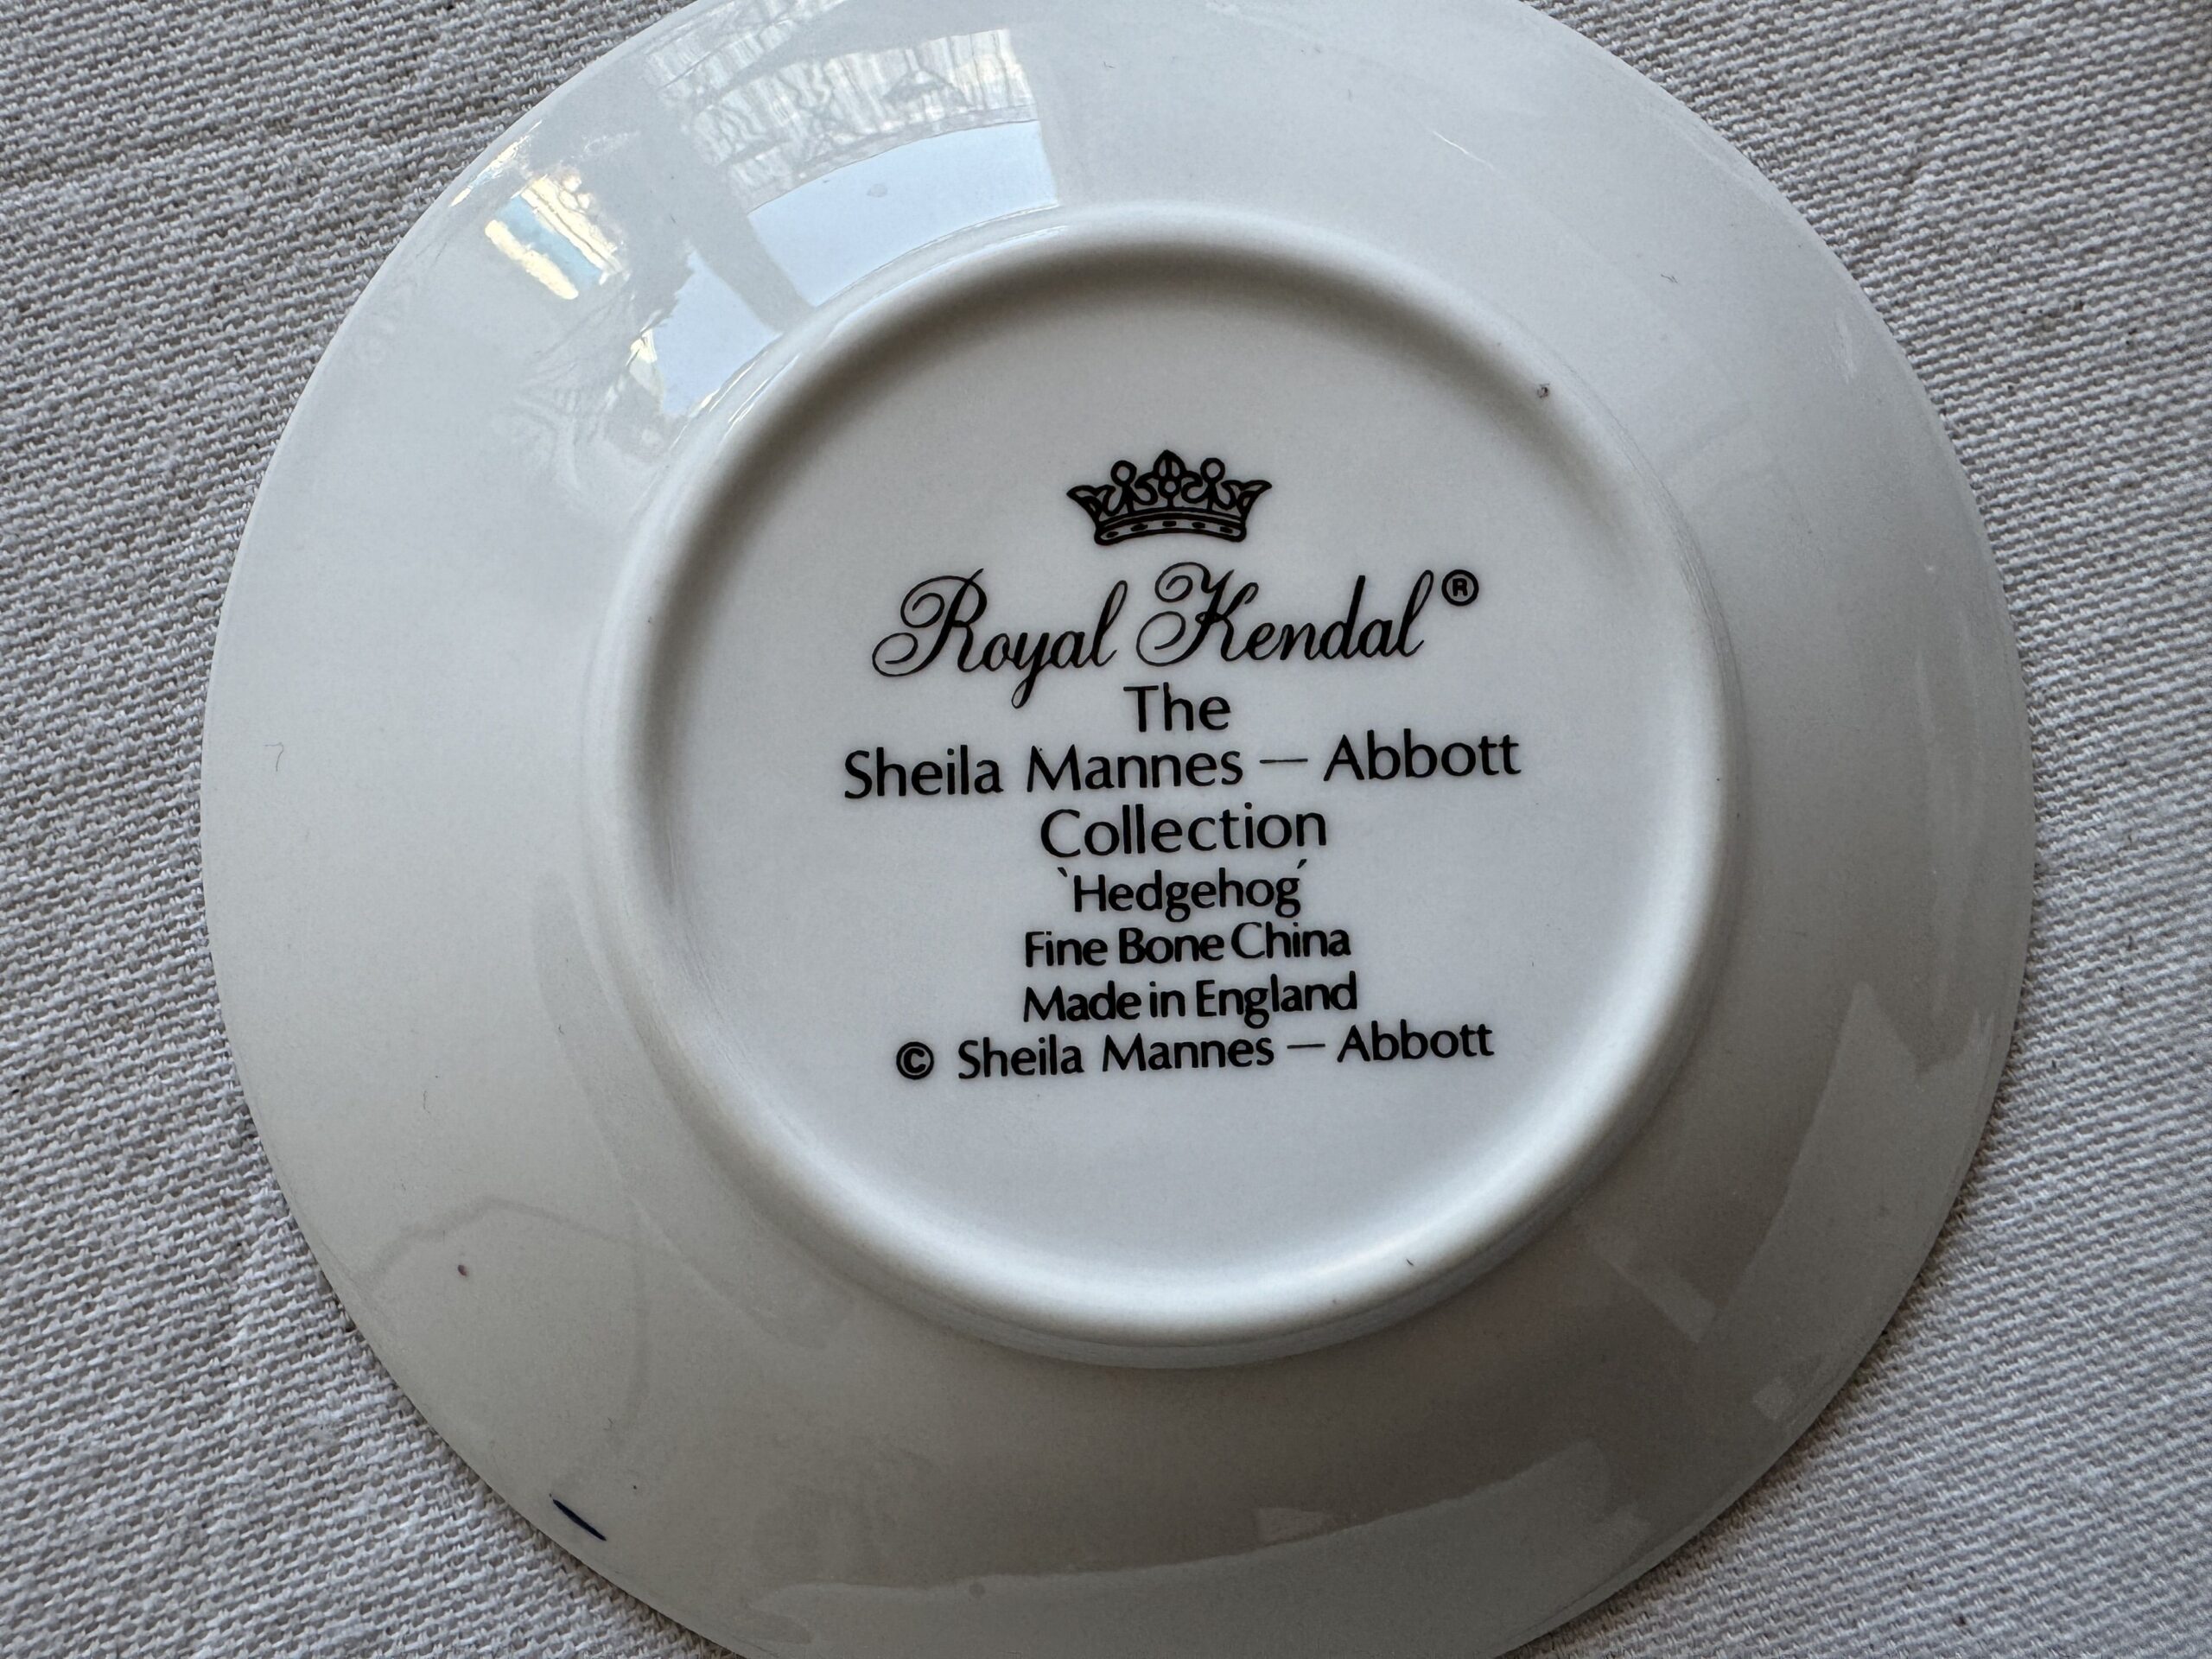 Royal Kendal®
The
Sheila Mannes — Abbott
Collection
`Hedgehog´
Fine Bone China
Made in England
© Sheila Mannes — Abbott